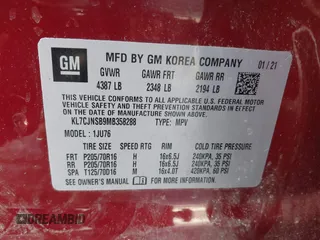 GM
MFD BY GM KOREA COMPANY 01/21
GVWR GAWR FRT GAWR RR
4387 LB 2348 LB 2194 LB
THIS VEHICLE CONFORMS TO ALL APPLICABLE U.S. FEDERAL
MOTOR VEHICLE SAFETY, BUMPER, AND THEFT PREVENTION
STANDARDS IN EFFECT ON THE DATE OF MANUFACTURE
SHOWN ABOVE.
KL7CJNSB9MB358288 TYPE: MPV
MODEL: 1JU76
TIRE SIZE SPEED RTG RIM COLD TIRE PRESSURE
FRT P205/70R16 H 16x6.5J 240KPA, 35 PSI
RR P205/70R16 H 16x6.5J 240KPA, 35 PSI
SPA T125/70D16 M 16x4.0T 420KPA, 60 PSI
SEE OWNER'S MANUAL FOR ADDITIONAL INFORMATION
DREAMBID